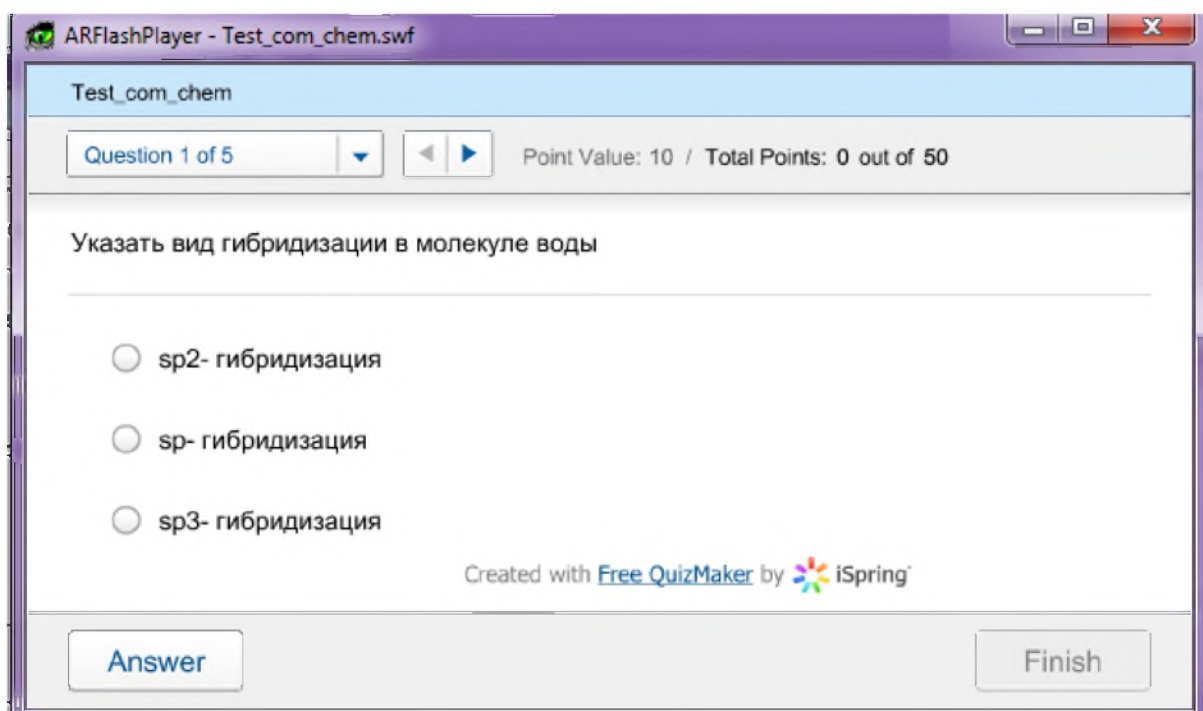 ARFlashPlayer - Test_com_chem.swf
Test_com_chem
Question 1 of 5
Point Value: 10 / Total Points: 0 out of 50
Указать вид гибридизации в молекуле воды
sp2- гибридизация
sp- гибридизация
sp3- гибридизация
Created with Free QuizMaker by iSpring
Answer
Finish